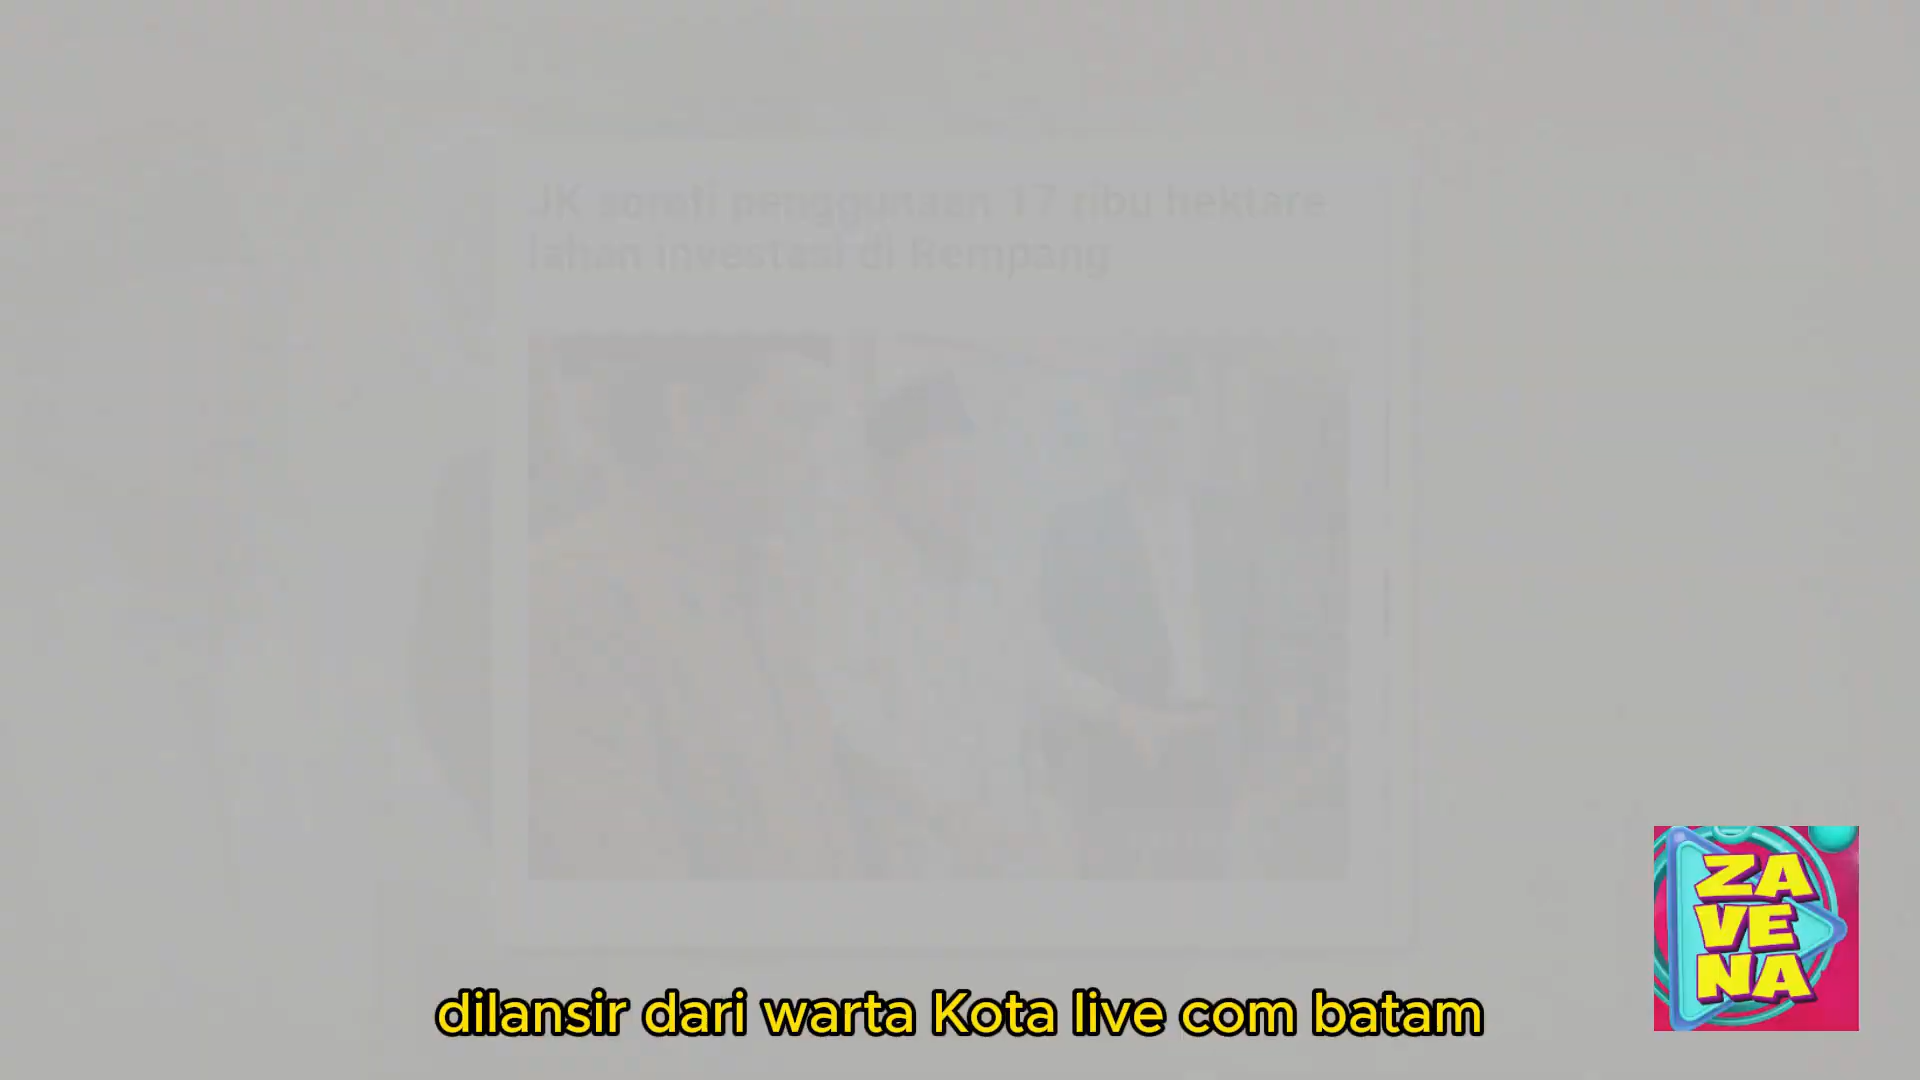 JK soroti penggunaan 17 ribu hektare
lahan investasi di Rempang
dilansir dari warta Kota live com batam
ZA
VE
NA